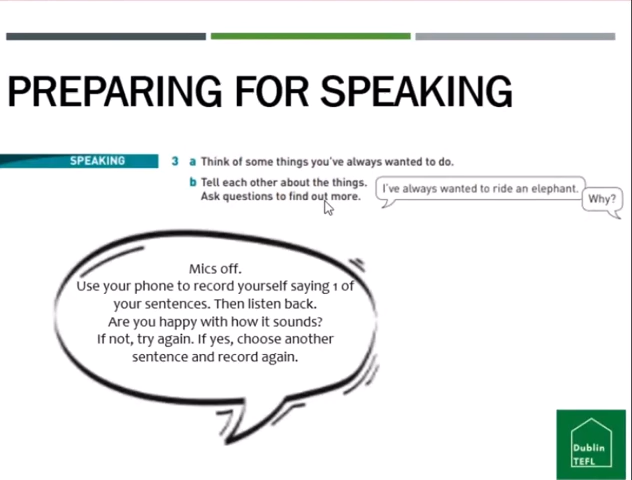 PREPARING FOR SPEAKING
SPEAKING
3 a Think of some things you've always wanted to do.
b Tell each other about the things.
Ask questions to find out more.
I've always wanted to ride an elephant.
Why?
Mics off.
Use your phone to record yourself saying 1 of
your sentences. Then listen back.
Are you happy with how it sounds?
If not, try again. If yes, choose another
sentence and record again.
Dublin
TEFL